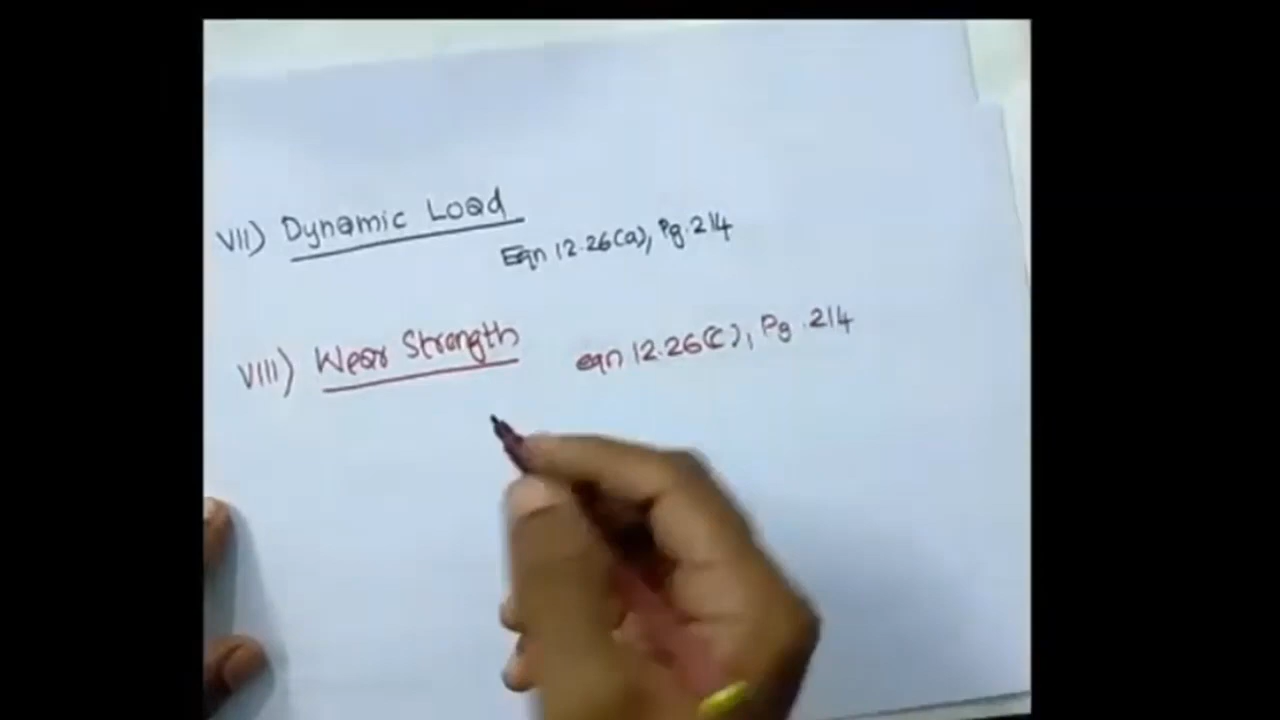 VII) Dynamic Load
Eqn 12.26(a), Pg.214
VIII) Wear Strength eqn 12.26(C), Pg.214